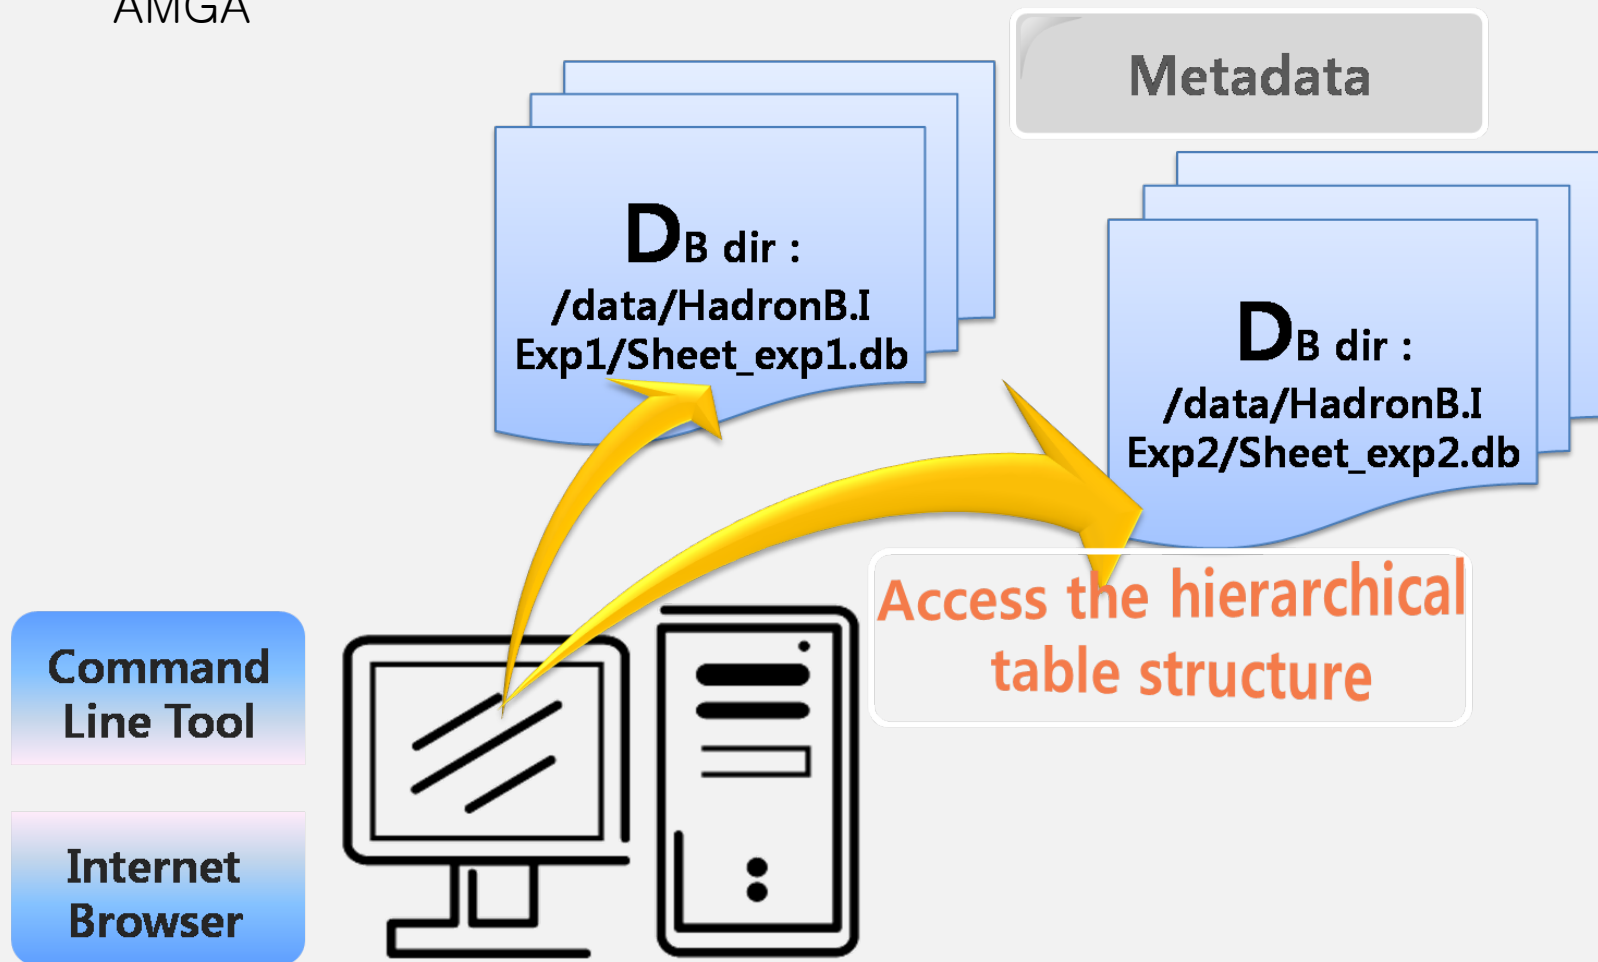 AMGA
Metadata
DB dir :
/data/HadronB.I
Exp1/Sheet_exp1.db
DB dir :
/data/HadronB.I
Exp2/Sheet_exp2.db
Access the hierarchical
table structure
Command
Line Tool
Internet
Browser